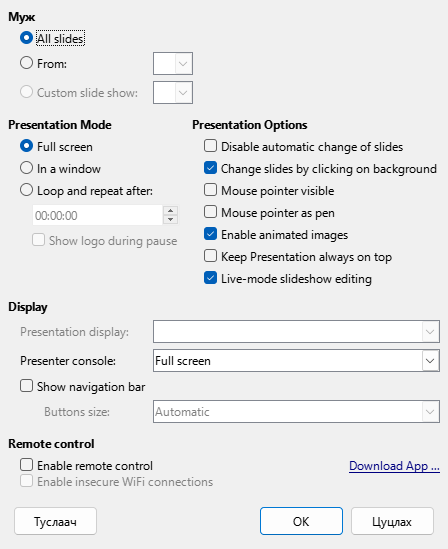 Муж
All slides
From:
Custom slide show:
Presentation Mode
Full screen
In a window
Loop and repeat after:
00:00:00
Show logo during pause
Presentation Options
Disable automatic change of slides
Change slides by clicking on background
Mouse pointer visible
Mouse pointer as pen
Enable animated images
Keep Presentation always on top
Live-mode slideshow editing
Display
Presentation display:
Presenter console: Full screen
Show navigation bar
Buttons size: Automatic
Remote control
Enable remote control Download App ...
Enable insecure WiFi connections
Туслаач OK Цуцлах